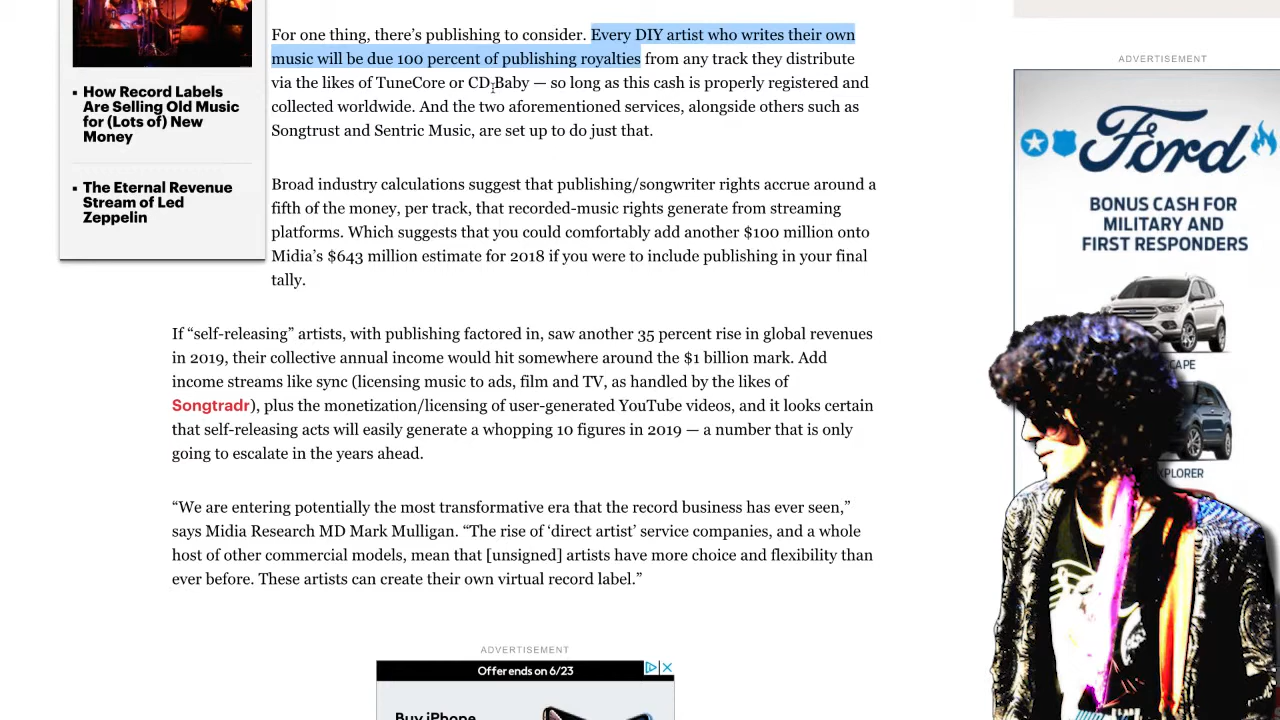 How Record Labels
Are Selling Old Music
for (Lots of) New
Money
The Eternal Revenue
Stream of Led
Zeppelin
For one thing, there’s publishing to consider. Every DIY artist who writes their own
music will be due 100 percent of publishing royalties from any track they distribute
via the likes of TuneCore or CD Baby — so long as this cash is properly registered and
collected worldwide. And the two aforementioned services, alongside others such as
Songtrust and Sentric Music, are set up to do just that.
Broad industry calculations suggest that publishing/songwriter rights accrue around a
fifth of the money, per track, that recorded-music rights generate from streaming
platforms. Which suggests that you could comfortably add another $100 million onto
Midia’s $643 million estimate for 2018 if you were to include publishing in your final
tally.
If “self-releasing” artists, with publishing factored in, saw another 35 percent rise in global revenues
in 2019, their collective annual income would hit somewhere around the $1 billion mark. Add
income streams like sync (licensing music to ads, film and TV, as handled by the likes of
Songtradr), plus the monetization/licensing of user-generated YouTube videos, and it looks certain
that self-releasing acts will easily generate a whopping 10 figures in 2019 — a number that is only
going to escalate in the years ahead.
“We are entering potentially the most transformative era that the record business has ever seen,”
says Midia Research MD Mark Mulligan. “The rise of ‘direct artist’ service companies, and a whole
host of other commercial models, mean that [unsigned] artists have more choice and flexibility than
ever before. These artists can create their own virtual record label.”
ADVERTISEMENT
Offer ends on 6/23
Buy iPhone
ADVERTISEMENT
Ford
BONUS CASH FOR
MILITARY AND
FIRST RESPONDERS
CAPE
XPLORER